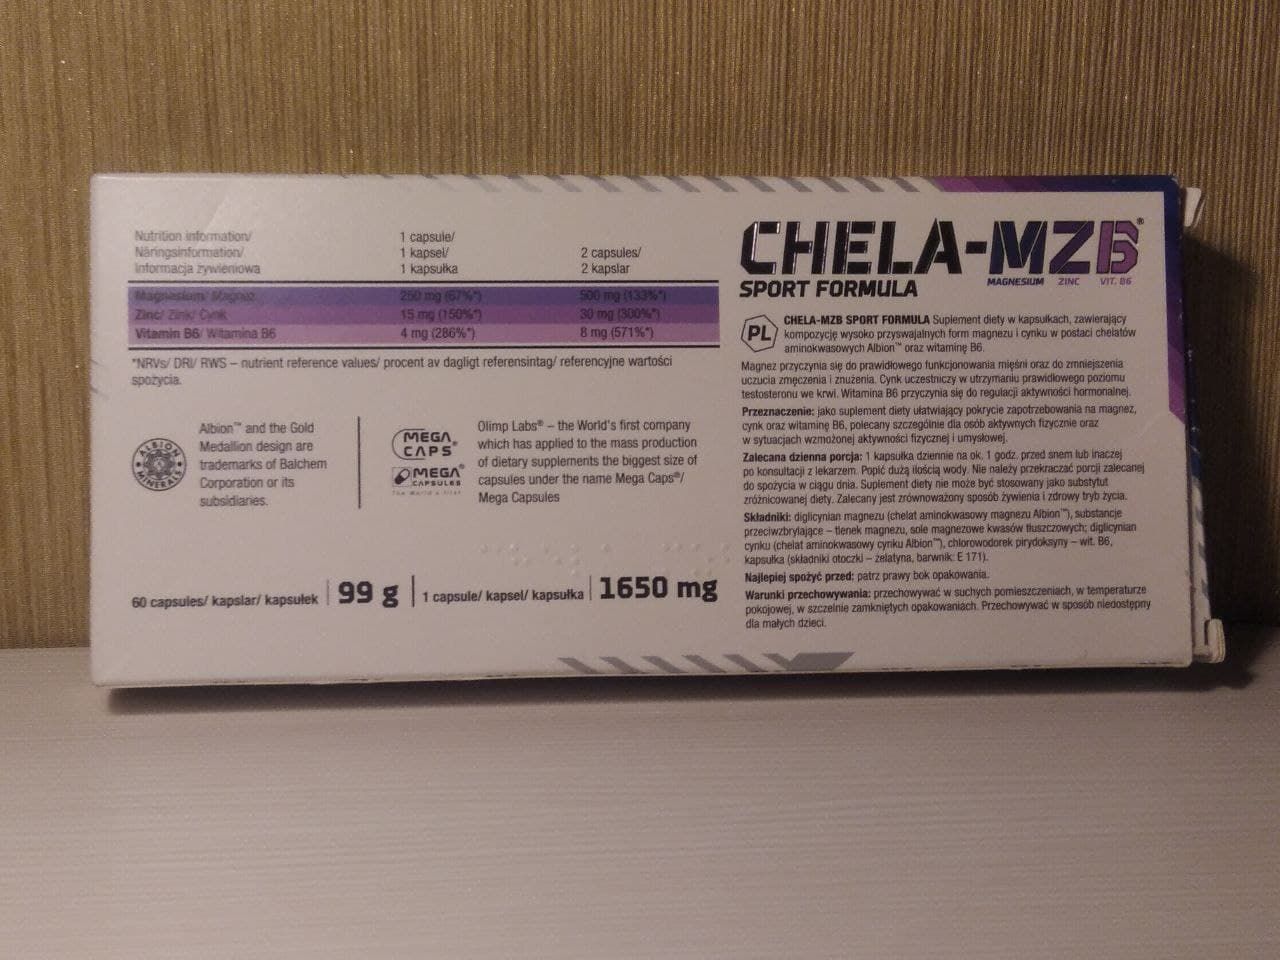 Nutrition information/
Näringsinformation/
Informacja żywieniowa
1 capsule/
1 kapsel/
1 kapsułka
2 capsules/
2 kapslar
Magnesium/ Magnez 250 mg (67%*) 500 mg (133%*)
Zinc/ Zink/ Cynk 15 mg (150%*) 30 mg (300%*)
Vitamin B6/ Witamina B6 4 mg (286%*) 8 mg (571%*)
*NRVs/ DRI/ RWS – nutrient reference values/ procent av dagligt referensintag/ referencyjne wartości
spożycia.
ALBION
MINERALS
Albion™ and the Gold
Medallion design are
trademarks of Balchem
Corporation or its
subsidiaries.
MEGA
CAPS®
MEGA®
CAPSULES
The World's first
Olimp Labs® – the World's first company
which has applied to the mass production
of dietary supplements the biggest size of
capsules under the name Mega Caps®/
Mega Capsules
60 capsules/ kapslar/ kapsułek 99 g 1 capsule/ kapsel/ kapsułka 1650 mg
CHELA-MZB®
MAGNESIUM ZINC VIT. B6
SPORT FORMULA
PL
CHELA-MZB SPORT FORMULA Suplement diety w kapsułkach, zawierający
kompozycję wysoko przyswajalnych form magnezu i cynku w postaci chelatów
aminokwasowych Albion™ oraz witaminę B6.
Magnez przyczynia się do prawidłowego funkcjonowania mięśni oraz do zmniejszenia
uczucia zmęczenia i znużenia. Cynk uczestniczy w utrzymaniu prawidłowego poziomu
testosteronu we krwi. Witamina B6 przyczynia się do regulacji aktywności hormonalnej.
Przeznaczenie: jako suplement diety ułatwiający pokrycie zapotrzebowania na magnez,
cynk oraz witaminę B6, polecany szczególnie dla osób aktywnych fizycznie oraz
w sytuacjach wzmożonej aktywności fizycznej i umysłowej.
Zalecana dzienna porcja: 1 kapsułka dziennie na ok. 1 godz. przed snem lub inaczej
po konsultacji z lekarzem. Popić dużą ilością wody. Nie należy przekraczać porcji zalecanej
do spożycia w ciągu dnia. Suplement diety nie może być stosowany jako substytut
zróżnicowanej diety. Zalecany jest zrównoważony sposób żywienia i zdrowy tryb życia.
Składniki: diglicynian magnezu (chelat aminokwasowy magnezu Albion™), substancje
przeciwzbrylające – tlenek magnezu, sole magnezowe kwasów tłuszczowych; diglicynian
cynku (chelat aminokwasowy cynku Albion™), chlorowodorek pirydoksyny – wit. B6,
kapsułka (składniki otoczki – żelatyna, barwnik: E 171).
Najlepiej spożyć przed: patrz prawy bok opakowania.
Warunki przechowywania: przechowywać w suchych pomieszczeniach, w temperaturze
pokojowej, w szczelnie zamkniętych opakowaniach. Przechowywać w sposób niedostępny
dla małych dzieci.